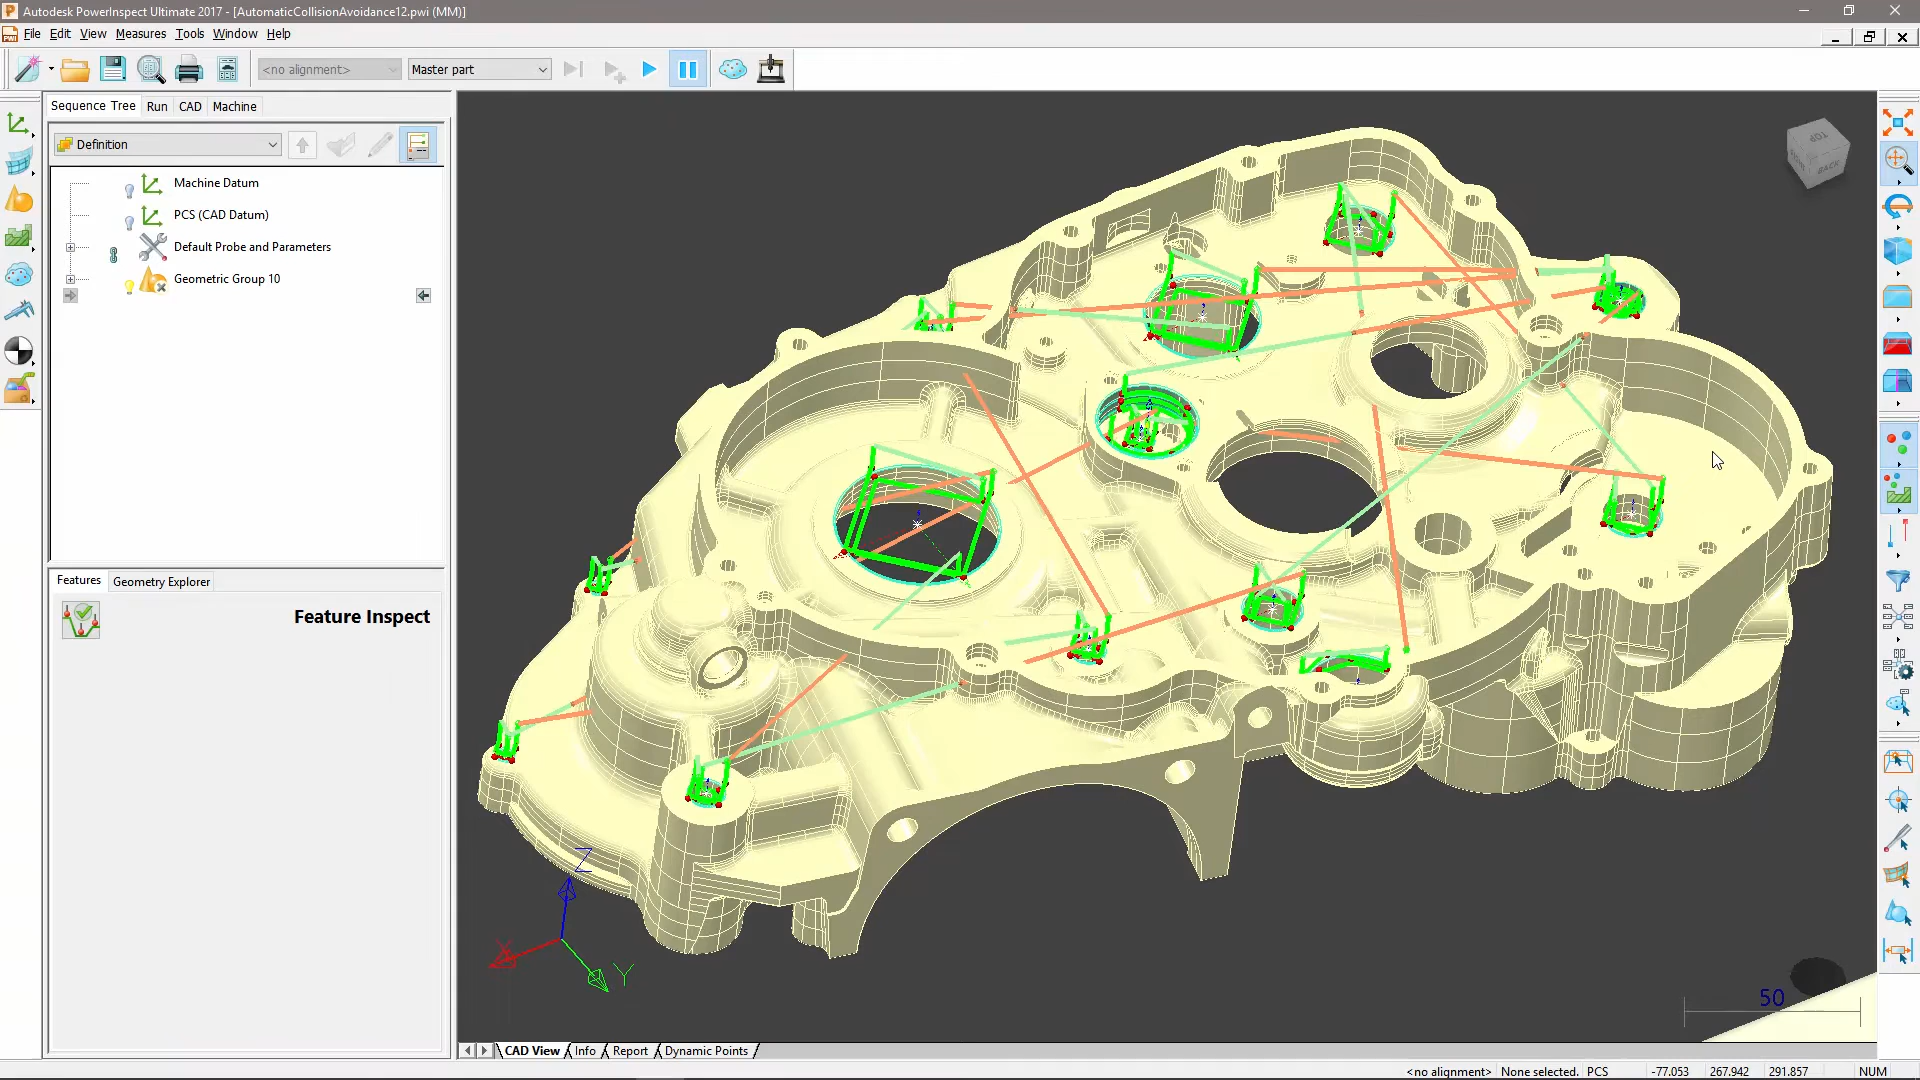 Autodesk PowerInspect Ultimate 2017 - [AutomaticCollisionAvoidance12.pwi (MM)]
File Edit View Measures Tools Window Help
<no alignment> Master part
Sequence Tree Run CAD Machine
Definition
Machine Datum
PCS (CAD Datum)
Default Probe and Parameters
Geometric Group 10
Features Geometry Explorer
Feature Inspect
TOP
BACK
Z
X
Y
50
CAD View Info Report Dynamic Points
<no alignment> None selected. PCS -77.053 267.942 291.857 NUM